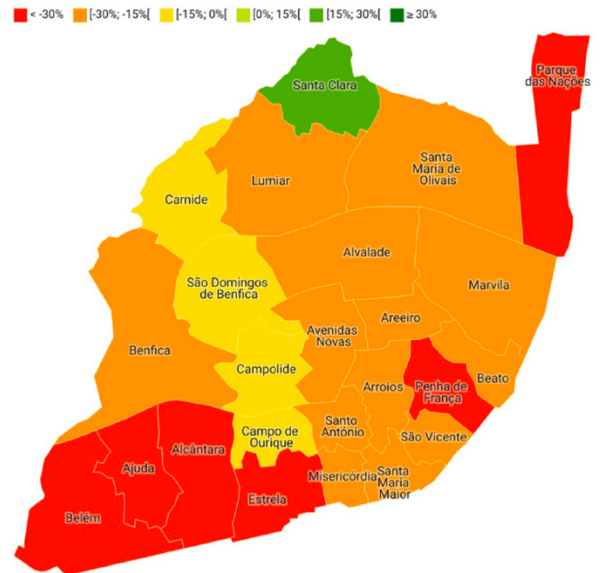 < -30% [-30%; -15%[ [-15%; 0%[ [0%; 15%[ [15%; 30%[ ≥ 30%
Parque
das Nações
Santa Clara
Santa
Maria de
Olivais
Lumiar
Carnide
Alvalade
São Domingos
de Benfica
Marvila
Areeiro
Avenidas
Novas
Benfica
Campolide
Beato
Arroios
Penha de
França
Santo
António
Campo de
Ourique
São Vicente
Alcântara
Ajuda
Misericórdia
Santa
Maria
Maior
Estrela
Belém